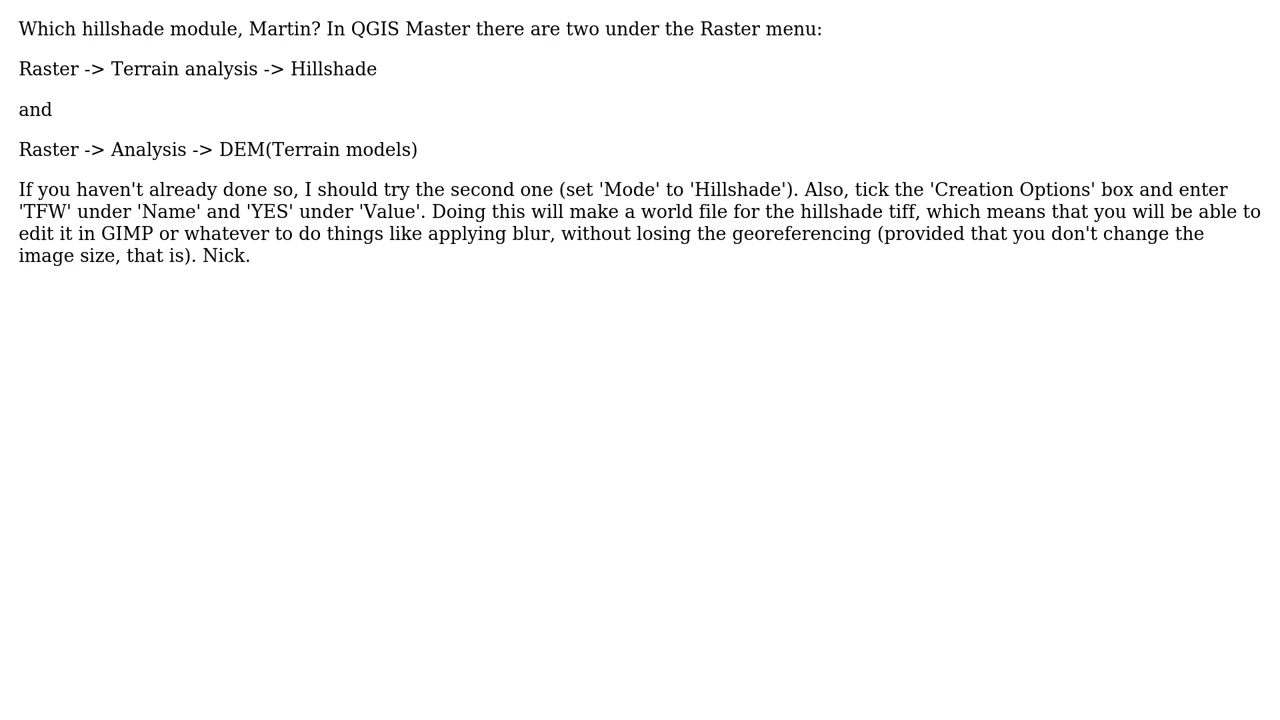 Which hillshade module, Martin? In QGIS Master there are two under the Raster menu:
Raster -> Terrain analysis -> Hillshade
and
Raster -> Analysis -> DEM(Terrain models)
If you haven't already done so, I should try the second one (set 'Mode' to 'Hillshade'). Also, tick the 'Creation Options' box and enter
'TFW' under 'Name' and 'YES' under 'Value'. Doing this will make a world file for the hillshade tiff, which means that you will be able to
edit it in GIMP or whatever to do things like applying blur, without losing the georeferencing (provided that you don't change the
image size, that is). Nick.